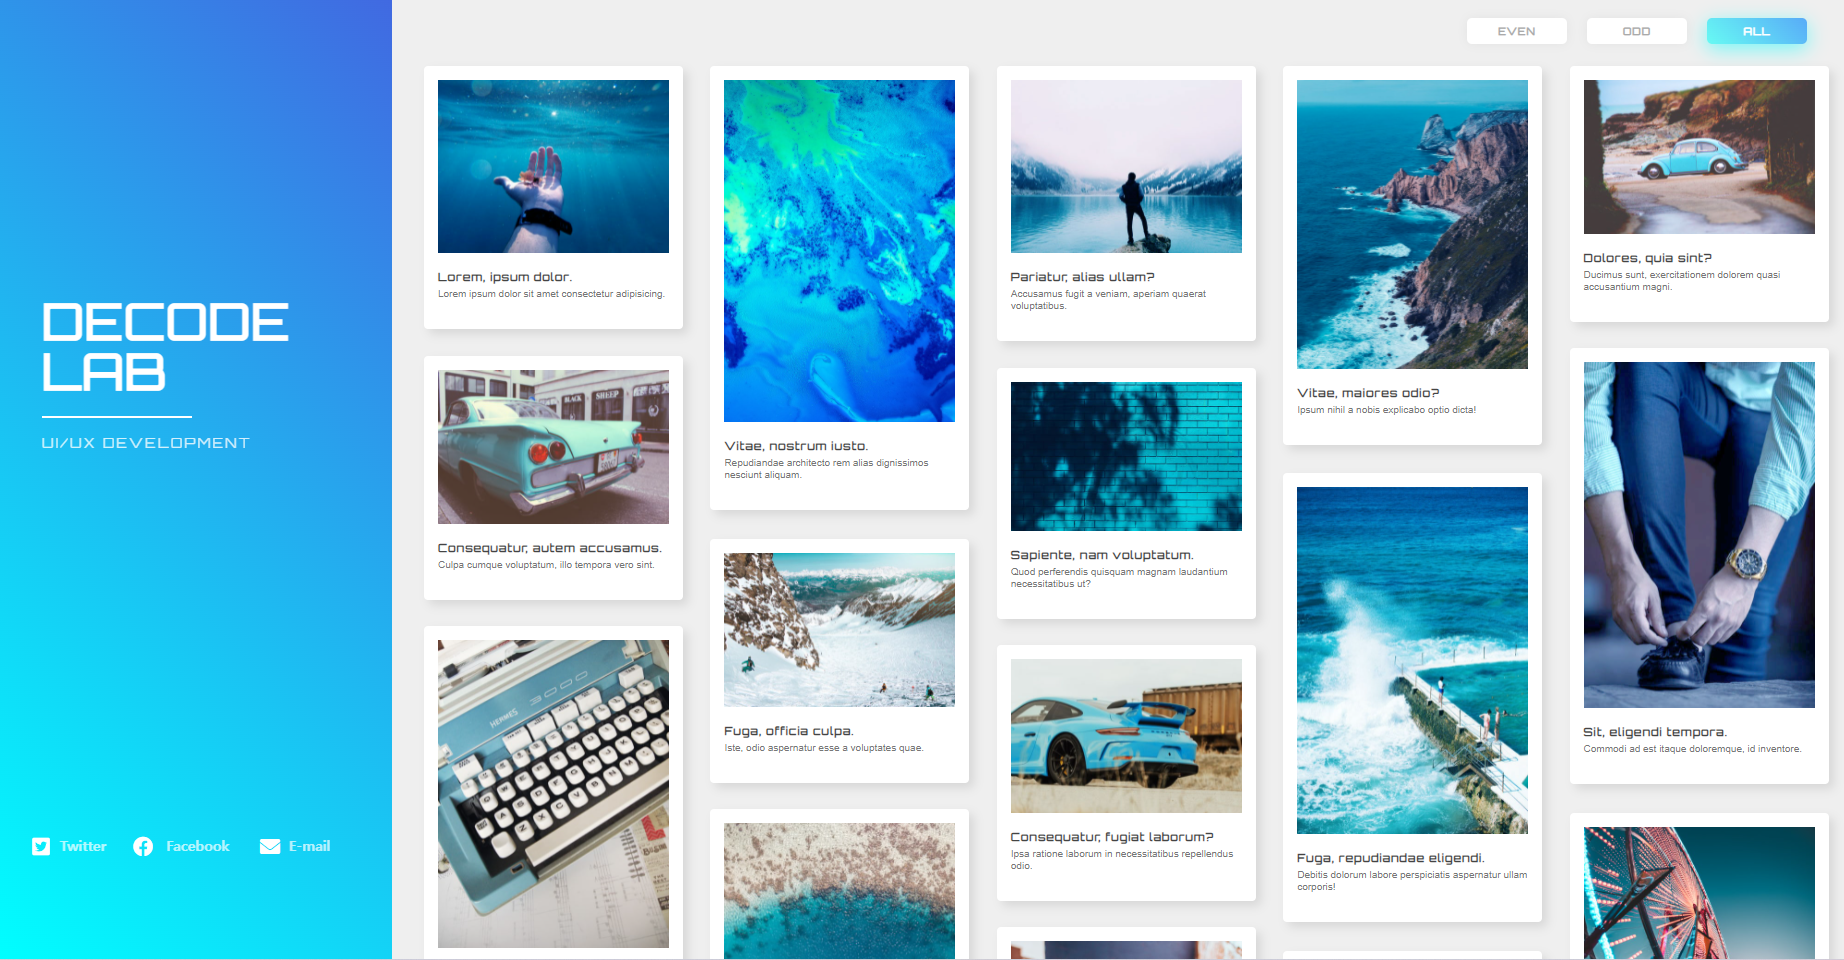 EVEN
ODD
ALL
DECODE
LAB
UI/UX DEVELOPMENT
Twitter
Facebook
E-mail
Lorem, ipsum dolor.
Lorem ipsum dolor sit amet consectetur adipisicing.
BLACK SHEEP
Consequatur, autem accusamus.
Culpa cumque voluptatum, illo tempora vero sint.
HERMES 3000
Vitae, nostrum iusto.
Repudiandae architecto rem alias dignissimos
nesciunt aliquam.
Fuga, officia culpa.
Iste, odio aspernatur esse a voluptates quae.
Pariatur, alias ullam?
Accusamus fugit a veniam, aperiam quaerat
voluptatibus.
Sapiente, nam voluptatum.
Quod perferendis quisquam magnam laudantium
necessitatibus ut?
Consequatur, fugiat laborum?
Ipsa ratione laborum in necessitatibus repellendus
odio.
Vitae, maiores odio?
Ipsum nihil a nobis explicabo optio dicta!
Fuga, repudiandae eligendi.
Debitis dolorum labore perspiciatis aspernatur ullam
corporis!
Dolores, quia sint?
Ducimus sunt, exercitationem dolorem quasi
accusantium magni.
Sit, eligendi tempora.
Commodi ad est itaque doloremque, id inventore.